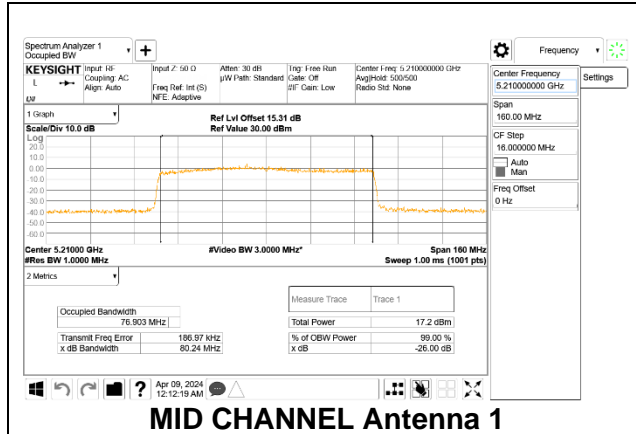 Spectrum Analyzer 1
Occupied BW
+
Frequency
KEYSIGHT Input: RF Input Z: 50 Ω Atten: 30 dB Trig: Free Run Center Freq: 5.210000000 GHz
L Coupling: AC µW Path: Standard Gate: Off Avg|Hold: 500/500
Align: Auto Freq Ref: Int (S) #IF Gain: Low Radio Std: None
NFE: Adaptive
Center Frequency
5.210000000 GHz
Settings
Span
160.00 MHz
CF Step
16.000000 MHz
Auto
Man
Freq Offset
0 Hz
1 Graph
Ref Lvl Offset 15.31 dB
Scale/Div 10.0 dB Ref Value 30.00 dBm
Log
20.0
10.0
0.00
-10.0
-20.0
-30.0
-40.0
-50.0
-60.0
Center 5.21000 GHz #Video BW 3.0000 MHz* Span 160 MHz
#Res BW 1.0000 MHz Sweep 1.00 ms (1001 pts)
2 Metrics
Measure Trace Trace 1
Occupied Bandwidth
76.903 MHz Total Power 17.2 dBm
Transmit Freq Error 186.97 kHz % of OBW Power 99.00 %
x dB Bandwidth 80.24 MHz x dB -26.00 dB
? Apr 09, 2024
12:12:19 AM
MID CHANNEL Antenna 1